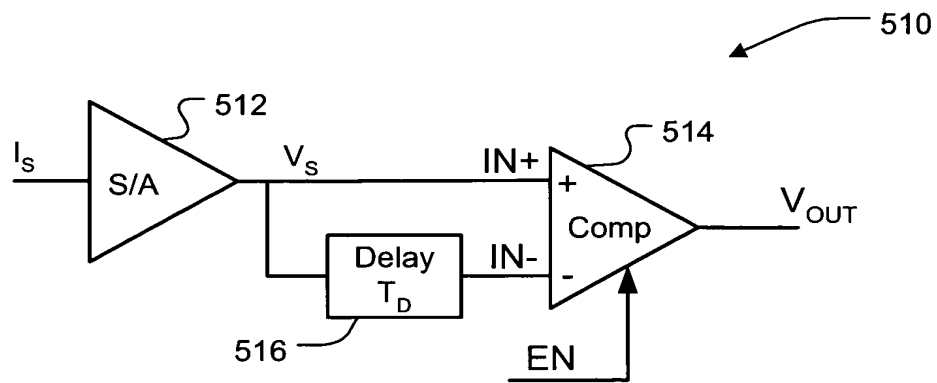 510
512
514
I_S
S/A
V_S
IN+
+
Comp
V_OUT
Delay
T_D
IN-
-
516
EN